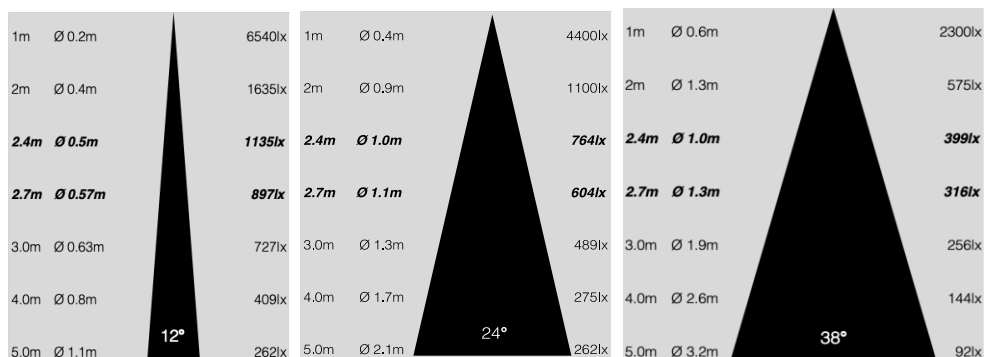 1m Ø 0.2m 6540lx
2m Ø 0.4m 1635lx
2.4m Ø 0.5m 1135lx
2.7m Ø 0.57m 897lx
3.0m Ø 0.63m 727lx
4.0m Ø 0.8m 409lx
12°
5.0m Ø 1.1m 262lx
1m Ø 0.4m 4400lx
2m Ø 0.9m 1100lx
2.4m Ø 1.0m 764lx
2.7m Ø 1.1m 604lx
3.0m Ø 1.3m 489lx
4.0m Ø 1.7m 275lx
24°
5.0m Ø 2.1m 262lx
1m Ø 0.6m 2300lx
2m Ø 1.3m 575lx
2.4m Ø 1.0m 399lx
2.7m Ø 1.3m 316lx
3.0m Ø 1.9m 256lx
4.0m Ø 2.6m 144lx
38°
5.0m Ø 3.2m 92lx